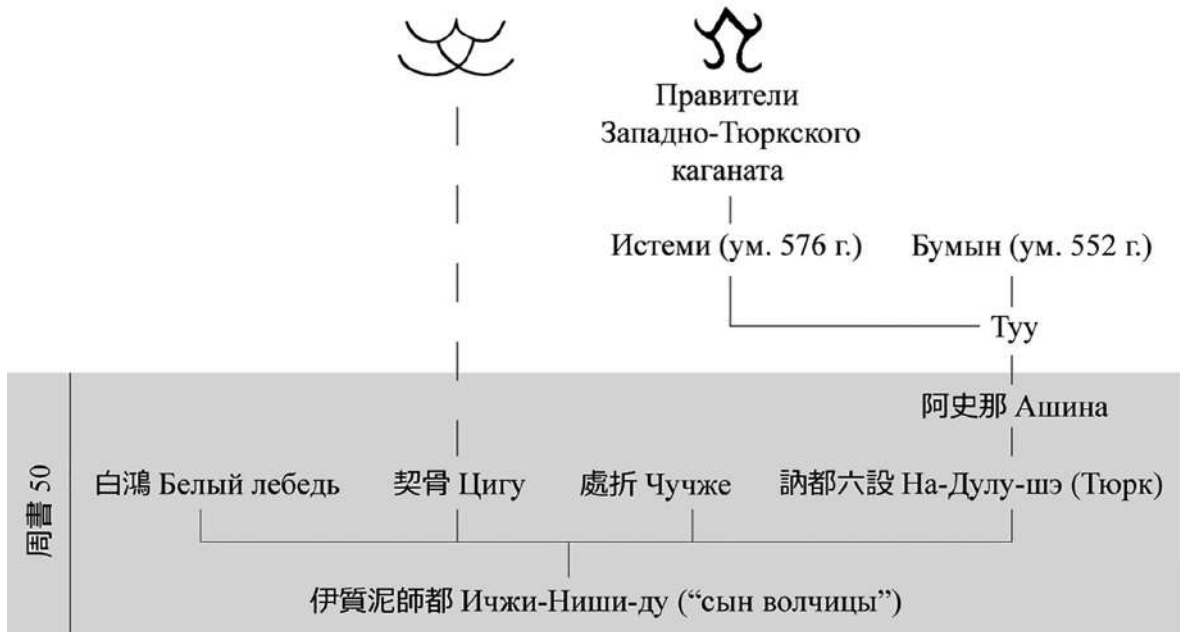 Правители
Западно-Тюркского
каганата
Истеми (ум. 576 г.) Бумын (ум. 552 г.)
Туу
阿史那 Ашина
周書 50
白鴻 Белый лебедь 契骨 Цигу 處折 Чучже 訥都六設 На-Дулу-шэ (Тюрк)
伊質泥師都 Ичжи-Ниши-ду (“сын волчицы”)